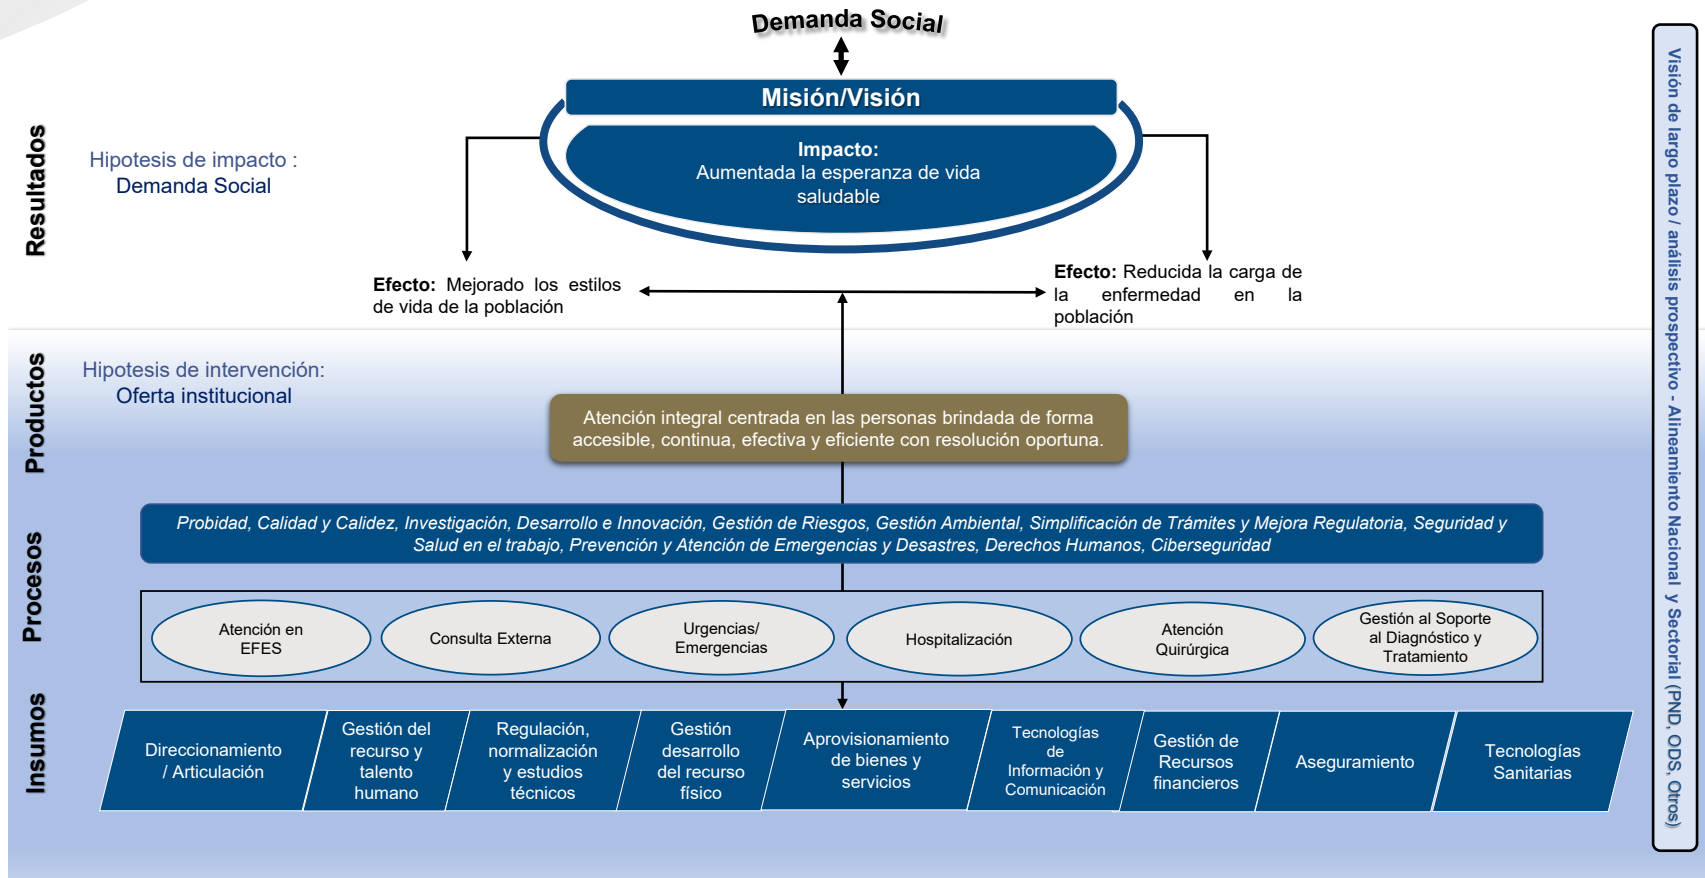 Demanda Social
Misión/Visión
Impacto:
Aumentada la esperanza de vida
saludable
Resultados
Hipotesis de impacto :
Demanda Social
Efecto: Mejorado los estilos
de vida de la población
Efecto: Reducida la carga de
la enfermedad en la
población
Productos
Hipotesis de intervención:
Oferta institucional
Atención integral centrada en las personas brindada de forma
accesible, continua, efectiva y eficiente con resolución oportuna.
Procesos
Probidad, Calidad y Calidez, Investigación, Desarrollo e Innovación, Gestión de Riesgos, Gestión Ambiental, Simplificación de Trámites y Mejora Regulatoria, Seguridad y
Salud en el trabajo, Prevención y Atención de Emergencias y Desastres, Derechos Humanos, Ciberseguridad
Atención en
EFES
Consulta Externa
Urgencias/
Emergencias
Hospitalización
Atención
Quirúrgica
Gestión al Soporte
al Diagnóstico y
Tratamiento
Insumos
Direccionamiento
/ Articulación
Gestión del
recurso y
talento
humano
Regulación,
normalización
y estudios
técnicos
Gestión
desarrollo
del recurso
físico
Aprovisionamiento
de bienes y
servicios
Tecnologías
de
Información y
Comunicación
Gestión de
Recursos
financieros
Aseguramiento
Tecnologías
Sanitarias
Visión de largo plazo / análisis prospectivo - Alineamiento Nacional y Sectorial (PND, ODS, Otros)